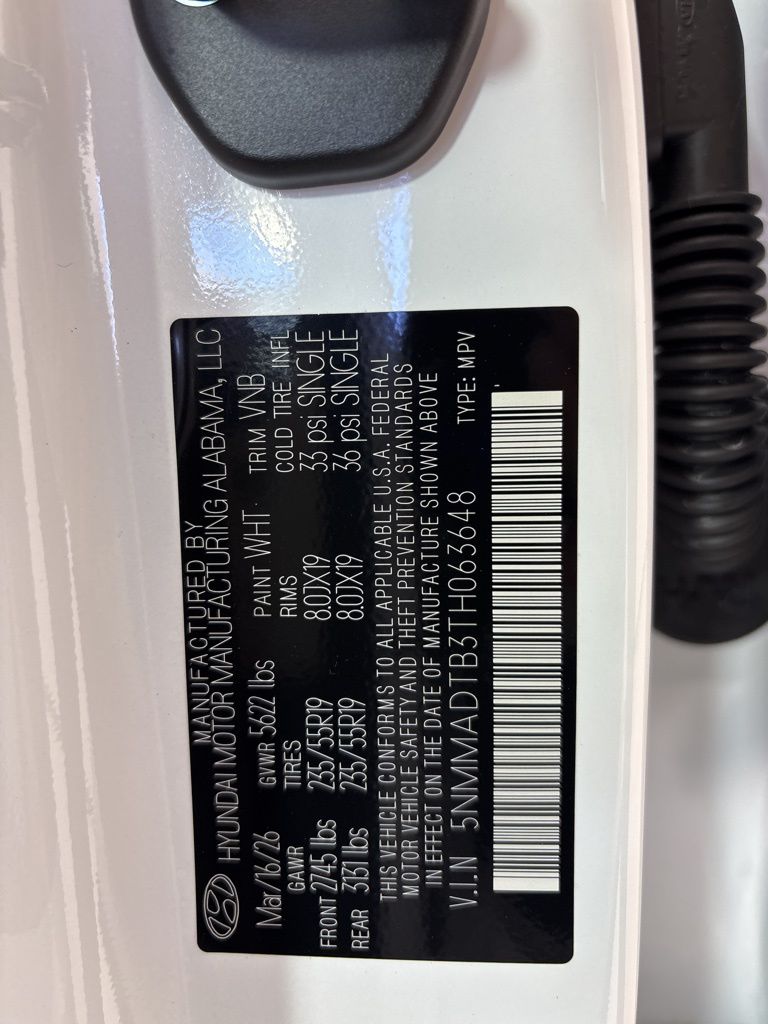 MANUFACTURED BY
HYUNDAI MOTOR MANUFACTURING ALABAMA, LLC
Mar/16/26 GVWR 5622 lbs PAINT WHT TRIM VNB
GAWR TIRES RIMS COLD TIRE INFL
FRONT 2745 lbs 235/55R19 8.0JX19 33 psi SINGLE
REAR 3131 lbs 235/55R19 8.0JX19 36 psi SINGLE
THIS VEHICLE CONFORMS TO ALL APPLICABLE U.S.A. FEDERAL
MOTOR VEHICLE SAFETY AND THEFT PREVENTION STANDARDS
IN EFFECT ON THE DATE OF MANUFACTURE SHOWN ABOVE
V.I.N 5NMMADTB3TH063648 TYPE: MPV